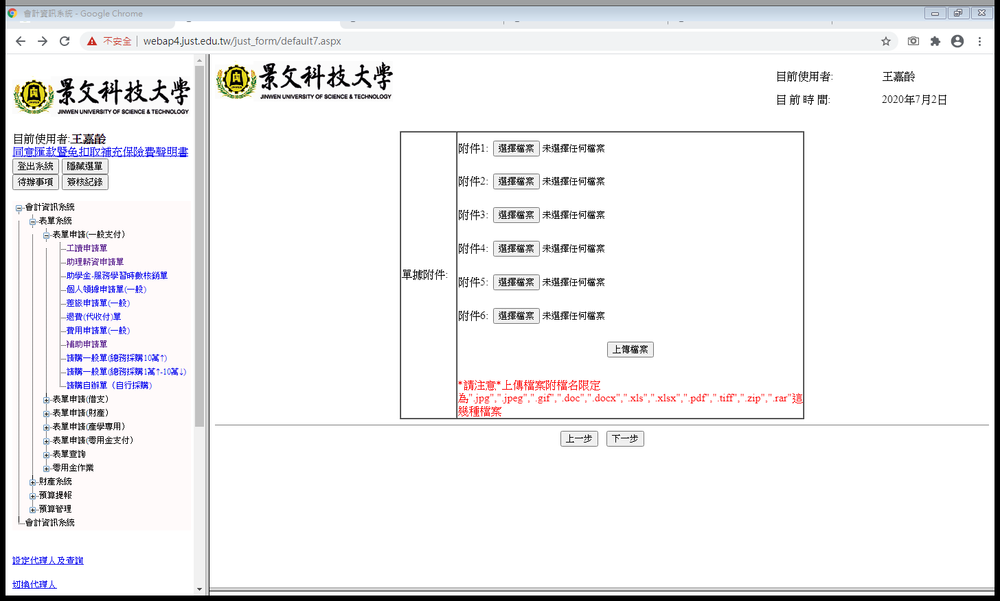 會計資訊系統 - Google Chrome
不安全
webap4.just.edu.tw/just_form/default7.aspx
景文科技大學
JINWEN UNIVERSITY OF SCIENCE & TECHNOLOGY
目前使用者:王嘉齡
同意匯款暨免扣取補充保險費聲明書
登出系統 隱藏選單
待辦事項 簽核紀錄
會計資訊系統
表單系統
表單申請(一般支付)
工讀申請單
助理薪資申請單
助學金-服務學習時數核銷單
個人領據申請單(一般)
差旅申請單(一般)
退費(代收付)單
費用申請單(一般)
補助申請單
請購一般單(總務採購10萬↑)
請購一般單(總務採購1萬↑-10萬↓)
請購自辦單（自行採購)
表單申請(借支)
表單申請(財產)
表單申請(產學專用)
表單申請(零用金支付)
表單查詢
零用金作業
財產系統
預算提報
預算管理
會計資訊系統
設定代理人及查詢
切換代理人
景文科技大學
JINWEN UNIVERSITY OF SCIENCE & TECHNOLOGY
目前使用者: 王嘉齡
目 前 時 間: 2020年7月2日
單據附件:
附件1: 選擇檔案 未選擇任何檔案
附件2: 選擇檔案 未選擇任何檔案
附件3: 選擇檔案 未選擇任何檔案
附件4: 選擇檔案 未選擇任何檔案
附件5: 選擇檔案 未選擇任何檔案
附件6: 選擇檔案 未選擇任何檔案
上傳檔案
*請注意*上傳檔案附檔名限定
為".jpg",".jpeg",".gif",".doc",".docx",".xls",".xlsx",".pdf",".tiff",".zip",".rar"這
幾種檔案
上一步 下一步